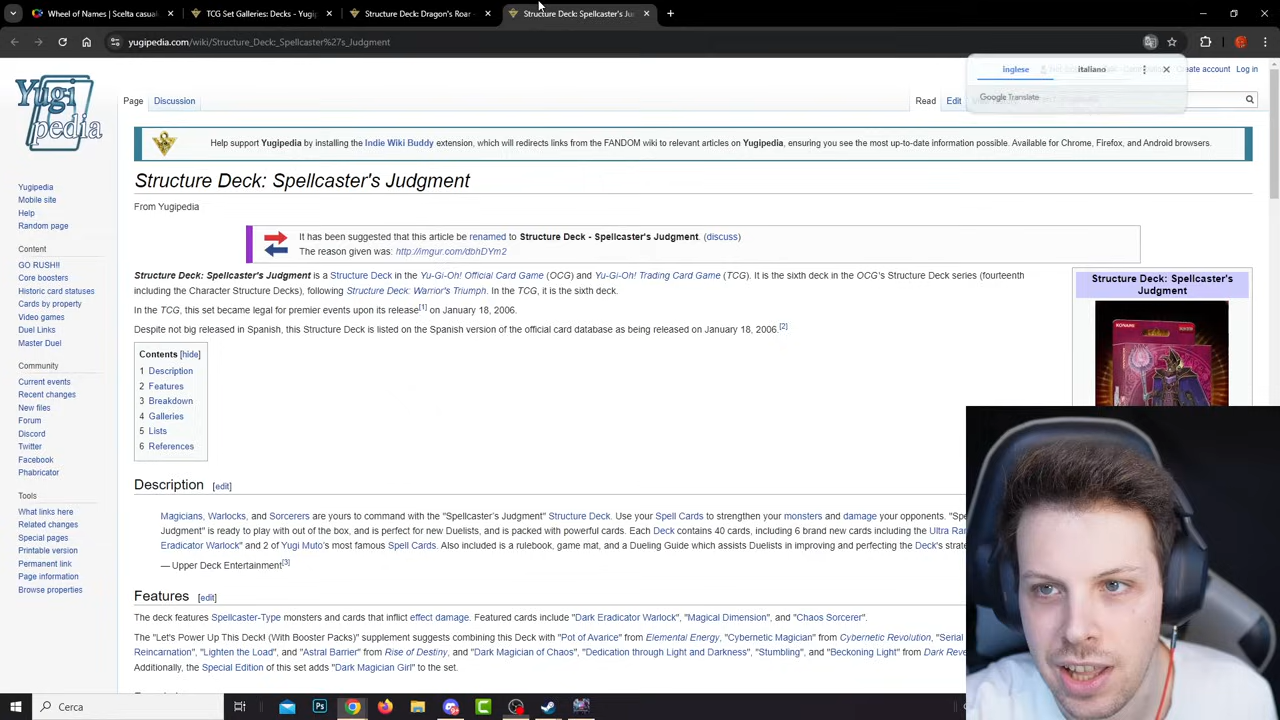 Wheel of Names | Scelta casual
TCG Set Galleries: Decks - Yugi
Structure Deck: Dragon's Roar
Structure Deck: Spellcaster's Ju
yugipedia.com/wiki/Structure_Deck:_Spellcaster%27s_Judgment
inglese
italiano
Google Translate
Create account
Log in
Yugi pedia
Page
Discussion
Read
Edit
Help support Yugipedia by installing the Indie Wiki Buddy extension, which will redirects links from the FANDOM wiki to relevant articles on Yugipedia, ensuring you see the most up-to-date information possible. Available for Chrome, Firefox, and Android browsers.
Structure Deck: Spellcaster's Judgment
From Yugipedia
It has been suggested that this article be renamed to Structure Deck - Spellcaster's Judgment. (discuss)
The reason given was: http://imgur.com/dbhDYm2
Structure Deck: Spellcaster's Judgment is a Structure Deck in the Yu-Gi-Oh! Official Card Game (OCG) and Yu-Gi-Oh! Trading Card Game (TCG). It is the sixth deck in the OCG's Structure Deck series (fourteenth
including the Character Structure Decks), following Structure Deck: Warrior's Triumph. In the TCG, it is the sixth deck.
In the TCG, this set became legal for premier events upon its release[1] on January 18, 2006.
Despite not big released in Spanish, this Structure Deck is listed on the Spanish version of the official card database as being released on January 18, 2006.[2]
Structure Deck: Spellcaster's
Judgment
KONAMI
Contents [hide]
1 Description
2 Features
3 Breakdown
4 Galleries
5 Lists
6 References
Description [edit]
Magicians, Warlocks, and Sorcerers are yours to command with the "Spellcaster's Judgment" Structure Deck. Use your Spell Cards to strengthen your monsters and damage your opponents. "Spe
Judgment" is ready to play with out of the box, and is perfect for new Duelists, and is packed with powerful cards. Each Deck contains 40 cards, including 6 brand new cards including the Ultra Ra
Eradicator Warlock" and 2 of Yugi Muto's most famous Spell Cards. Also included is a rulebook, game mat, and a Dueling Guide which assists Duelists in improving and perfecting the Deck's strate
— Upper Deck Entertainment[3]
Features [edit]
The deck features Spellcaster-Type monsters and cards that inflict effect damage. Featured cards include "Dark Eradicator Warlock", "Magical Dimension", and "Chaos Sorcerer".
The "Let's Power Up This Deck! (With Booster Packs)" supplement suggests combining this Deck with "Pot of Avarice" from Elemental Energy, "Cybernetic Magician" from Cybernetic Revolution, "Serial
Reincarnation", "Lighten the Load", and "Astral Barrier" from Rise of Destiny, and "Dark Magician of Chaos", "Dedication through Light and Darkness", "Stumbling", and "Beckoning Light" from Dark Reve
Additionally, the Special Edition of this set adds "Dark Magician Girl" to the set.
Yugipedia
Mobile site
Help
Random page
Content
GO RUSH!!
Core boosters
Historic card statuses
Cards by property
Video games
Duel Links
Master Duel
Community
Current events
Recent changes
New files
Forum
Discord
Twitter
Facebook
Phabricator
Tools
What links here
Related changes
Special pages
Printable version
Permanent link
Page information
Browse properties
Cerca